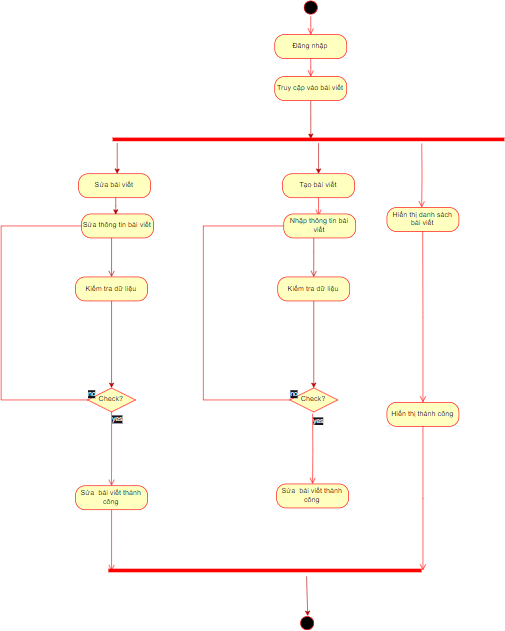 Đăng nhập
Truy cập vào bài viết
Sửa bài viết
Tạo bài viết
Sửa thông tin bài viết
Nhập thông tin bài
viết
Hiển thị danh sách
bài viết
Kiểm tra dữ liệu
Kiểm tra dữ liệu
no
Check?
yes
no
Check?
yes
Hiển thị thành công
Sửa bài viết thành
công
Sửa bài viết thành
công